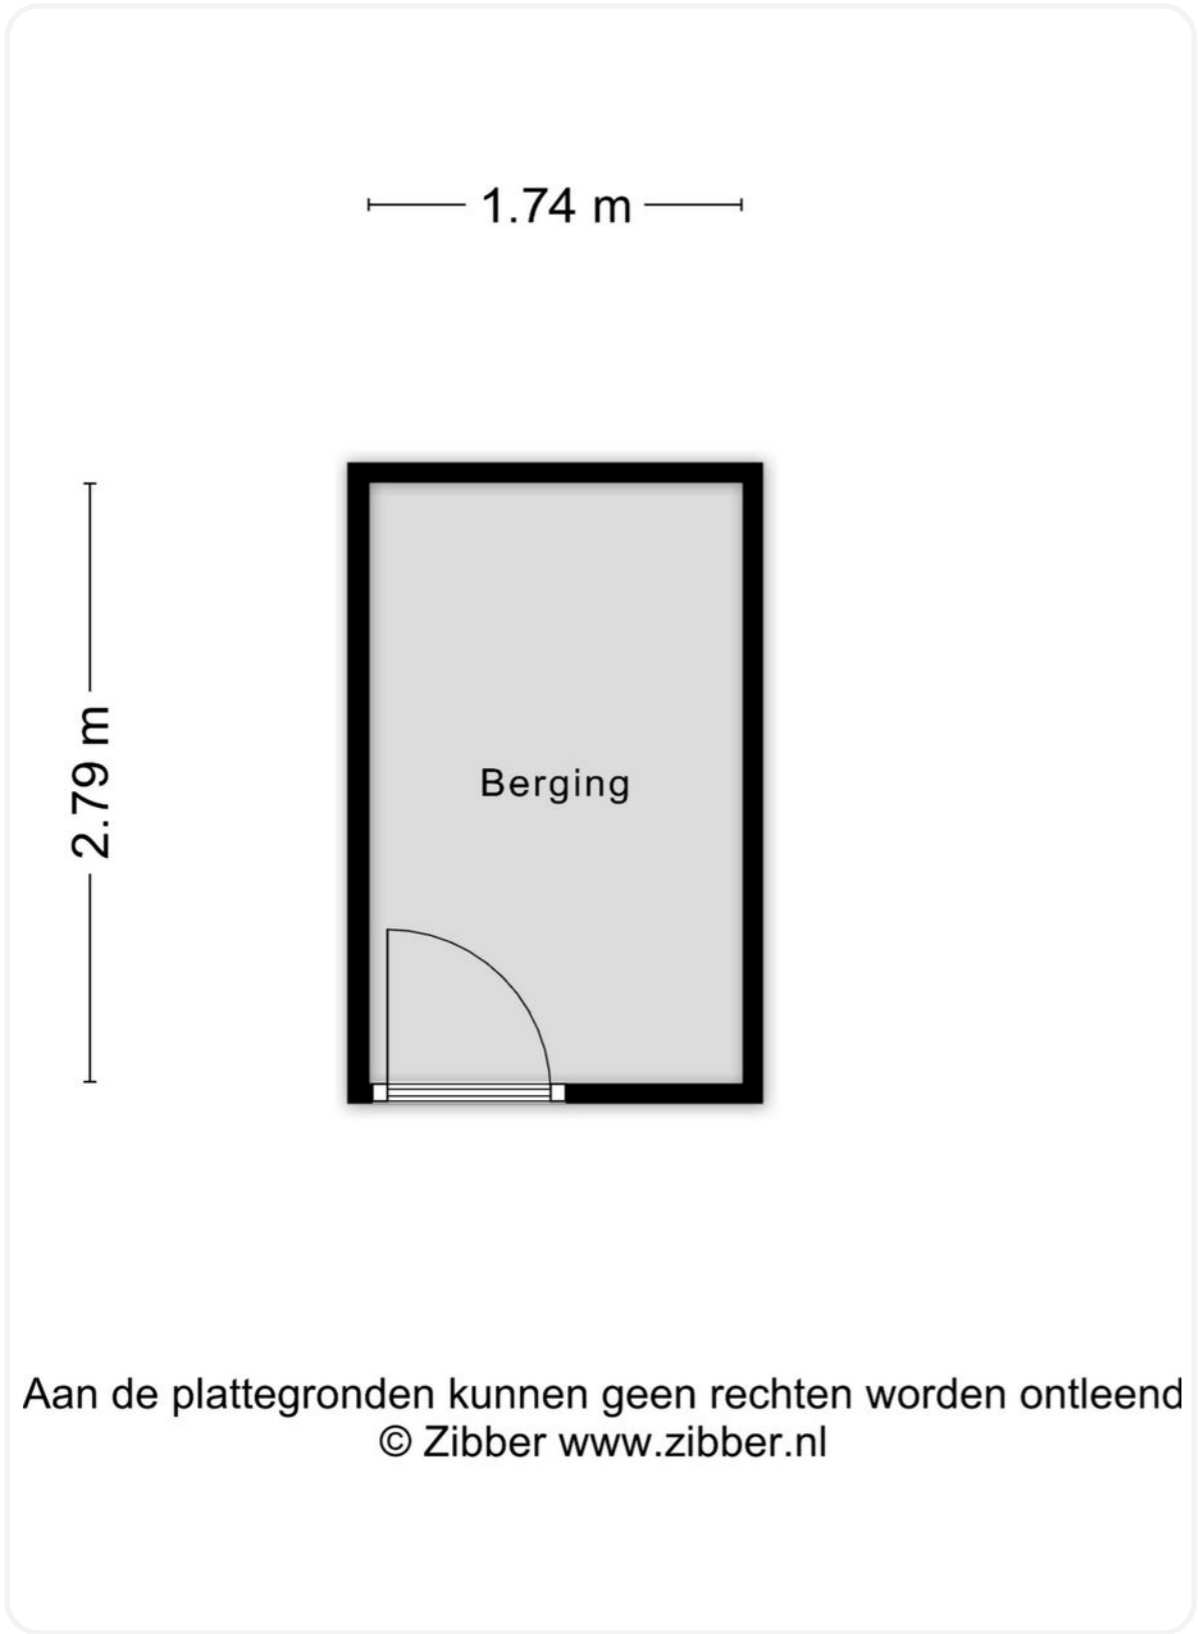 1.74 m
2.79 m
Berging
Aan de plattegronden kunnen geen rechten worden ontleend
© Zibber www.zibber.nl